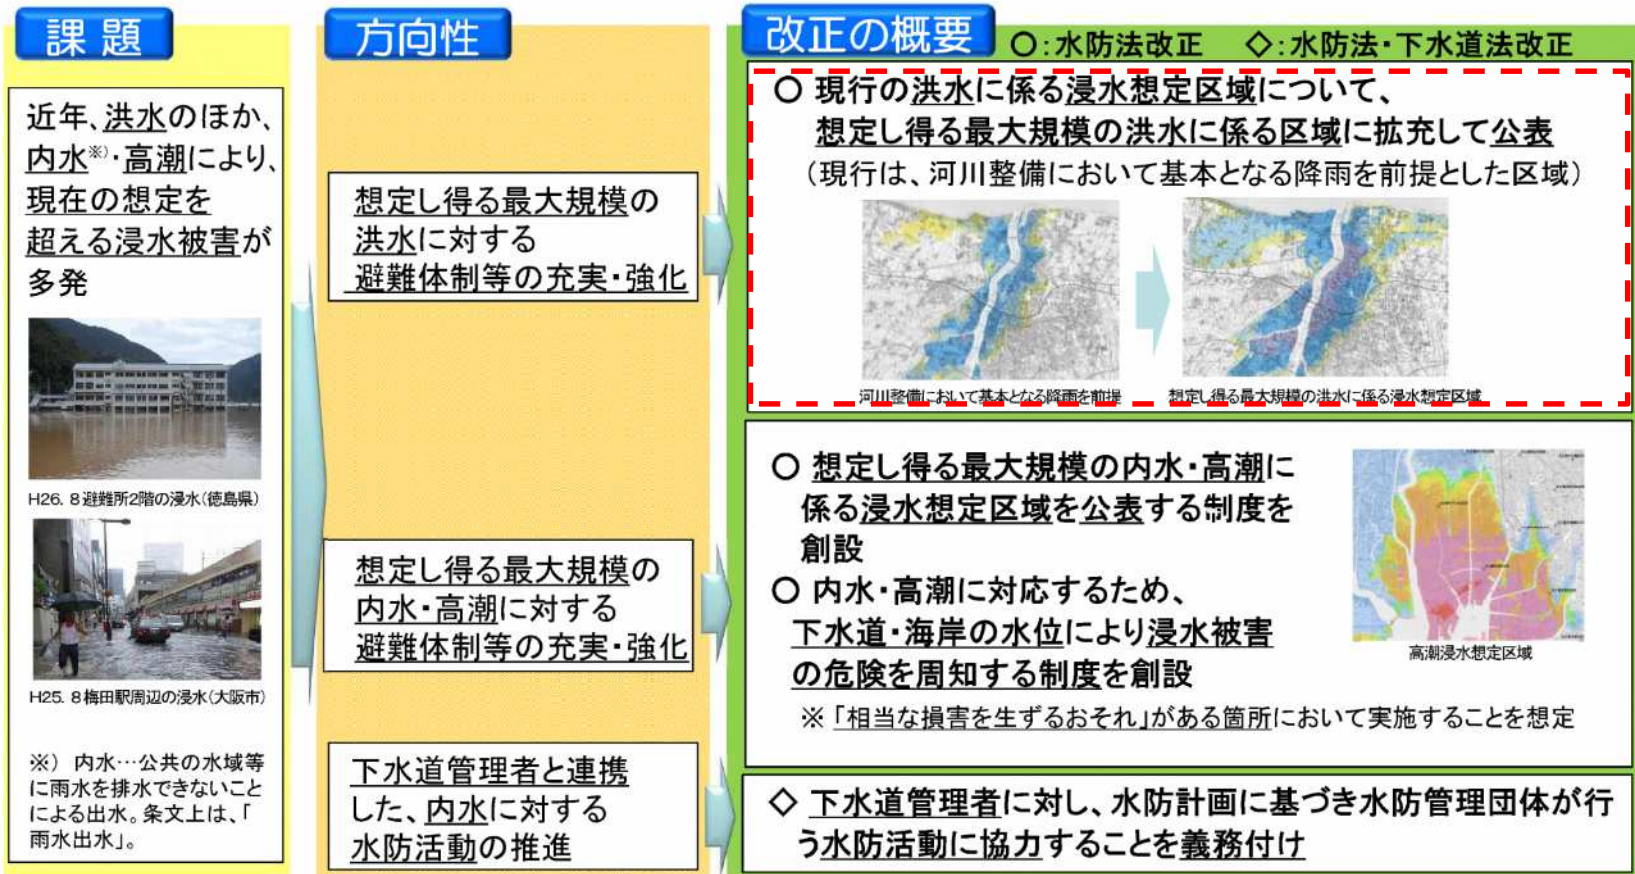 課題
近年、洪水のほか、
内水※）・高潮により、
現在の想定を
超える浸水被害が
多発
H26. 8避難所2階の浸水（徳島県）
H25. 8梅田駅周辺の浸水（大阪市）
※） 内水…公共の水域等
に雨水を排水できないこと
による出水。条文上は、「
雨水出水」。
方向性
想定し得る最大規模の
洪水に対する
避難体制等の充実・強化
想定し得る最大規模の
内水・高潮に対する
避難体制等の充実・強化
下水道管理者と連携
した、内水に対する
水防活動の推進
改正の概要
○：水防法改正 ◇：水防法・下水道法改正
○ 現行の洪水に係る浸水想定区域について、
想定し得る最大規模の洪水に係る区域に拡充して公表
（現行は、河川整備において基本となる降雨を前提とした区域）
河川整備において基本となる降雨を前提
想定し得る最大規模の洪水に係る浸水想定区域
○ 想定し得る最大規模の内水・高潮に
係る浸水想定区域を公表する制度を
創設
○ 内水・高潮に対応するため、
下水道・海岸の水位により浸水被害
の危険を周知する制度を創設
※ 「相当な損害を生ずるおそれ」がある箇所において実施することを想定
高潮浸水想定区域
◇ 下水道管理者に対し、水防計画に基づき水防管理団体が行
う水防活動に協力することを義務付け